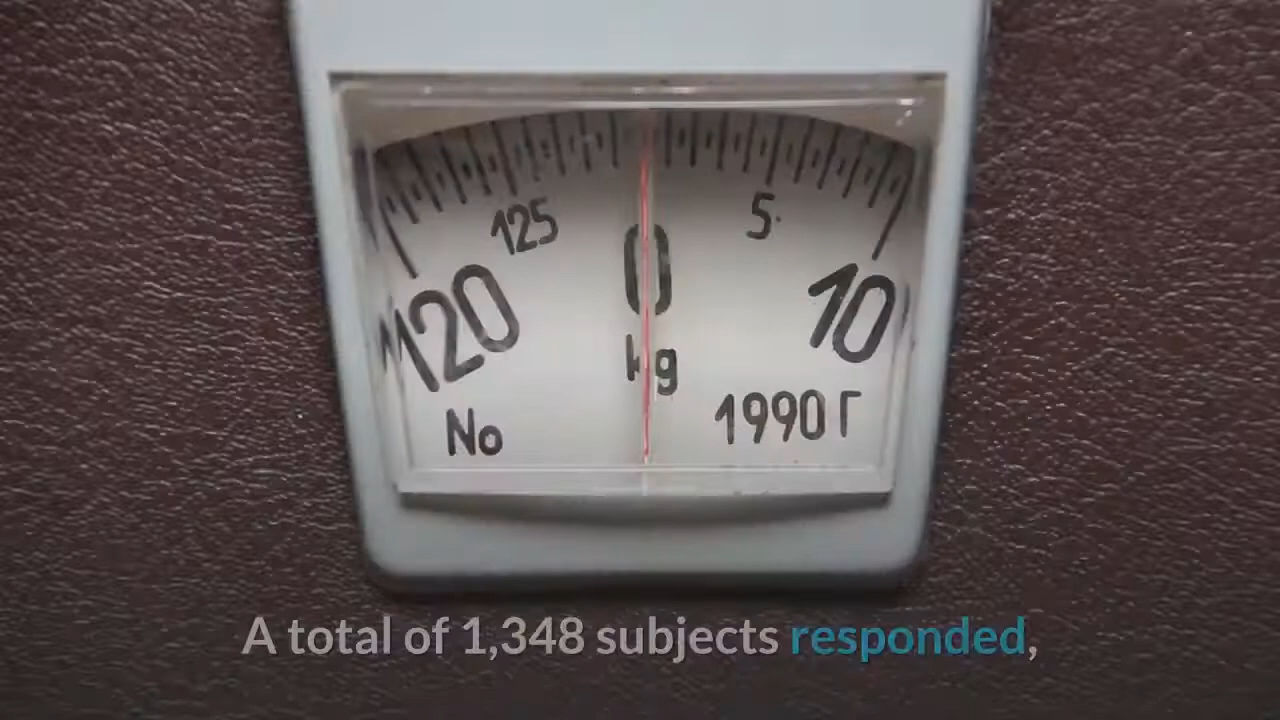 125 5
120 0 10
kg
No 1990 Г
A total of 1,348 subjects responded,